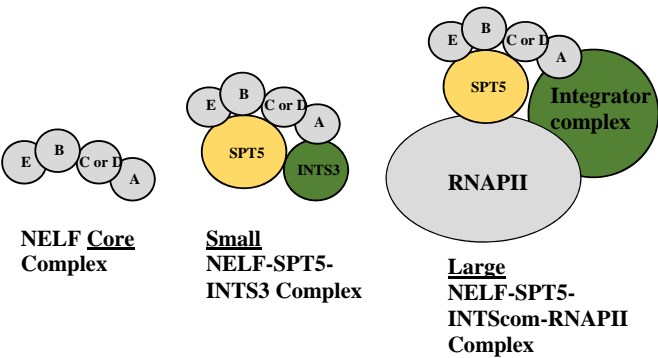 E
B
C or D
A
NELF Core
Complex
E
B
C or D
A
SPT5
INTS3
Small
NELF-SPT5-
INTS3 Complex
E
B
C or D
A
SPT5
Integrator
complex
RNAPII
Large
NELF-SPT5-
INTScom-RNAPII
Complex